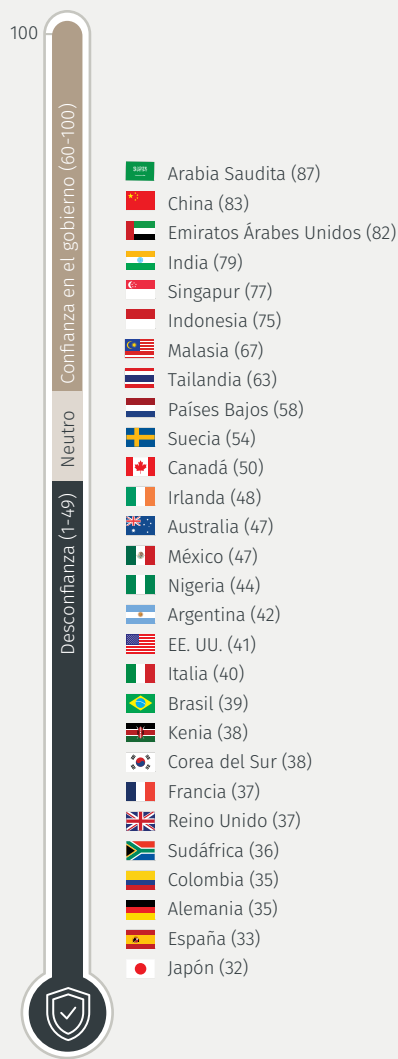 100
Confianza en el gobierno (60-100)
Neutro
Desconfianza (1-49)
Arabia Saudita (87)
China (83)
Emiratos Árabes Unidos (82)
India (79)
Singapur (77)
Indonesia (75)
Malasia (67)
Tailandia (63)
Países Bajos (58)
Suecia (54)
Canadá (50)
Irlanda (48)
Australia (47)
México (47)
Nigeria (44)
Argentina (42)
EE. UU. (41)
Italia (40)
Brasil (39)
Kenia (38)
Corea del Sur (38)
Francia (37)
Reino Unido (37)
Sudáfrica (36)
Colombia (35)
Alemania (35)
España (33)
Japón (32)